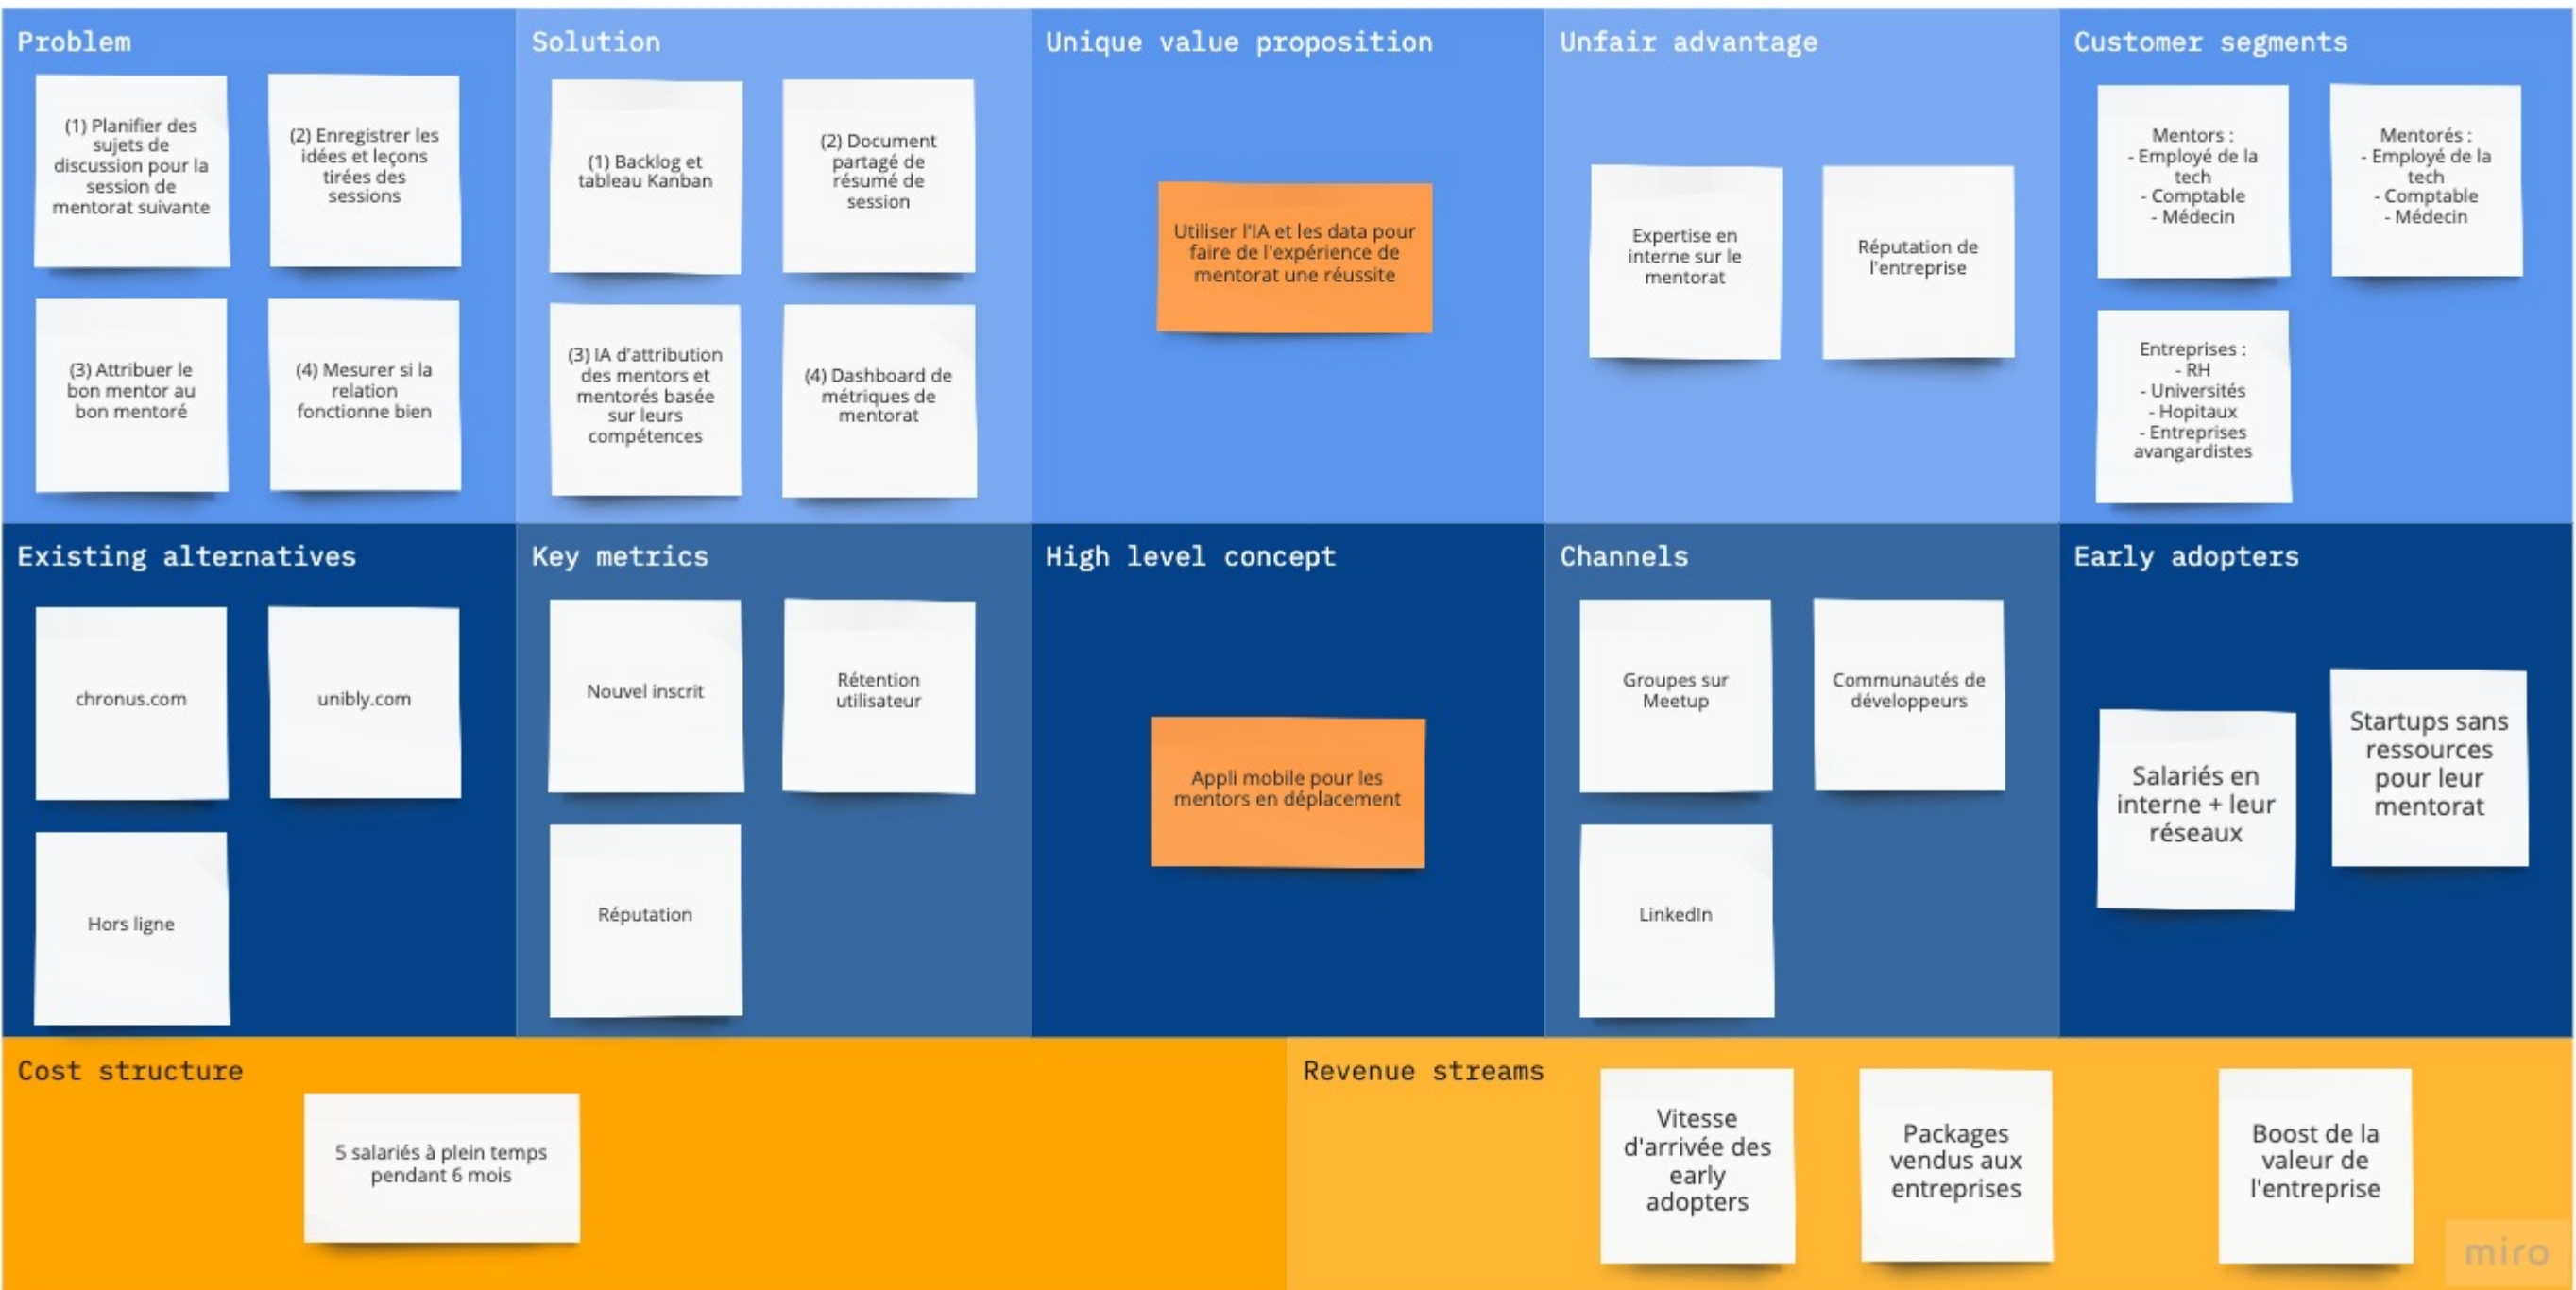 Problem
(1) Planifier des
sujets de
discussion pour la
session de
mentorat suivante
(2) Enregistrer les
idées et leçons
tirées des
sessions
(3) Attribuer le
bon mentor au
bon mentoré
(4) Mesurer si la
relation
fonctionne bien
Solution
(1) Backlog et
tableau Kanban
(2) Document
partagé de
résumé de
session
(3) IA d'attribution
des mentors et
mentorés basée
sur leurs
compétences
(4) Dashboard de
métriques de
mentorat
Unique value proposition
Utiliser l'IA et les data pour
faire de l'expérience de
mentorat une réussite
Unfair advantage
Expertise en
interne sur le
mentorat
Réputation de
l'entreprise
Customer segments
Mentors :
- Employé de la
tech
- Comptable
- Médecin
Mentorés :
- Employé de la
tech
- Comptable
- Médecin
Entreprises :
- RH
- Universités
- Hopitaux
- Entreprises
avangardistes
Existing alternatives
chronus.com
unibly.com
Hors ligne
Key metrics
Nouvel inscrit
Rétention
utilisateur
Réputation
High level concept
Appli mobile pour les
mentors en déplacement
Channels
Groupes sur
Meetup
Communautés de
développeurs
LinkedIn
Early adopters
Salariés en
interne + leur
réseaux
Startups sans
ressources
pour leur
mentorat
Cost structure
5 salariés à plein temps
pendant 6 mois
Revenue streams
Vitesse
d'arrivée des
early
adopters
Packages
vendus aux
entreprises
Boost de la
valeur de
l'entreprise
miro